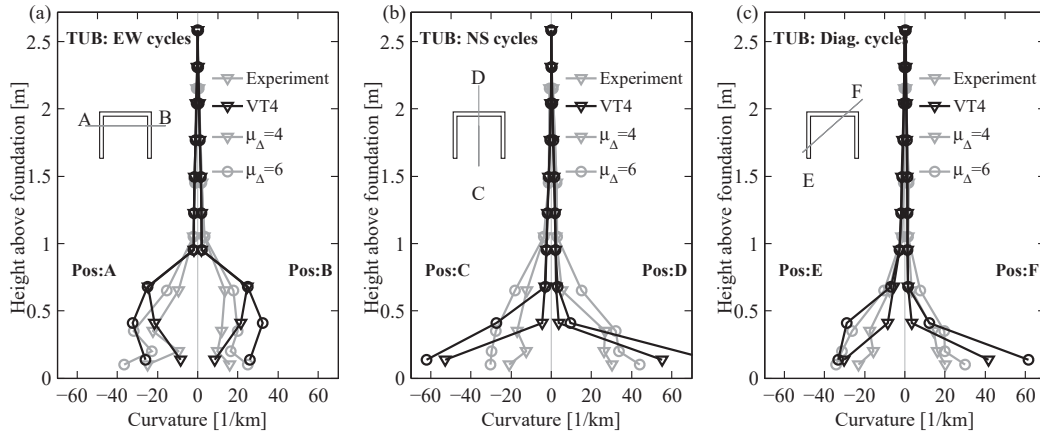 (a)
TUB: EW cycles
Experiment
VT4
μΔ=4
μΔ=6
A
B
Pos:A
Pos:B
Height above foundation [m]
2.5
2
1.5
1
0.5
0
−60 −40 −20 0 20 40 60
Curvature [1/km]
(b)
TUB: NS cycles
Experiment
VT4
μΔ=4
μΔ=6
D
C
Pos:C
Pos:D
Height above foundation [m]
2.5
2
1.5
1
0.5
0
−60 −40 −20 0 20 40 60
Curvature [1/km]
(c)
TUB: Diag. cycles
Experiment
VT4
μΔ=4
μΔ=6
F
E
Pos:E
Pos:F
Height above foundation [m]
2.5
2
1.5
1
0.5
0
−60 −40 −20 0 20 40 60
Curvature [1/km]